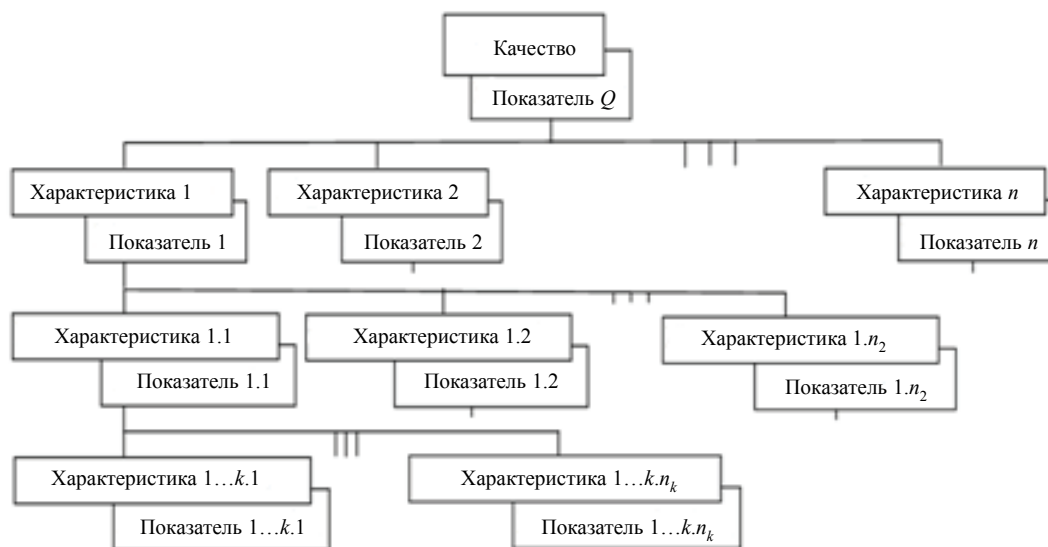 Качество
Показатель Q
Характеристика 1
Характеристика 2
Характеристика n
Показатель 1
Показатель 2
Показатель n
Характеристика 1.1
Характеристика 1.2
Характеристика 1.n₂
Показатель 1.1
Показатель 1.2
Показатель 1.n₂
Характеристика 1…k.1
Характеристика 1…k.nₖ
Показатель 1…k.1
Показатель 1…k.nₖ